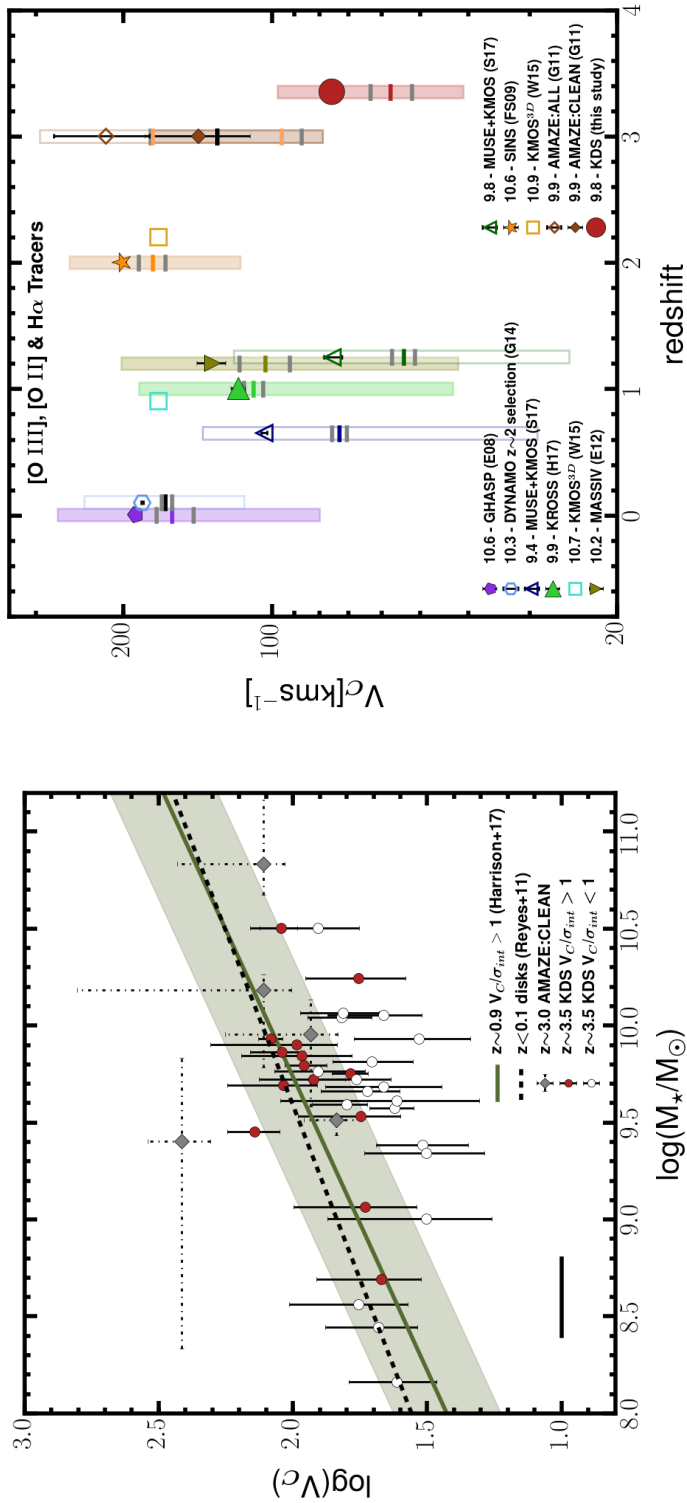 3.0
2.5
2.0
1.5
1.0
log(V_C)
8.0
8.5
9.0
9.5
10.0
10.5
11.0
log(M⋆/M⊙)
z~0.9 V_C/σ_int > 1 (Harrison+17)
z<0.1 disks (Reyes+11)
z~3.0 AMAZE:CLEAN
z~3.5 KDS V_C/σ_int > 1
z~3.5 KDS V_C/σ_int < 1
[O III], [O II] & Hα Tracers
200
100
20
V_C[kms⁻¹]
10.6 - GHASP (E08)
10.3 - DYNAMO z~2 selection (G14)
9.4 - MUSE+KMOS (S17)
9.9 - KROSS (H17)
10.7 - KMOS³ᴰ (W15)
10.2 - MASSIV (E12)
9.8 - MUSE+KMOS (S17)
10.6 - SINS (FS09)
10.9 - KMOS³ᴰ (W15)
9.9 - AMAZE:ALL (G11)
9.9 - AMAZE:CLEAN (G11)
9.8 - KDS (this study)
0
1
2
3
4
redshift